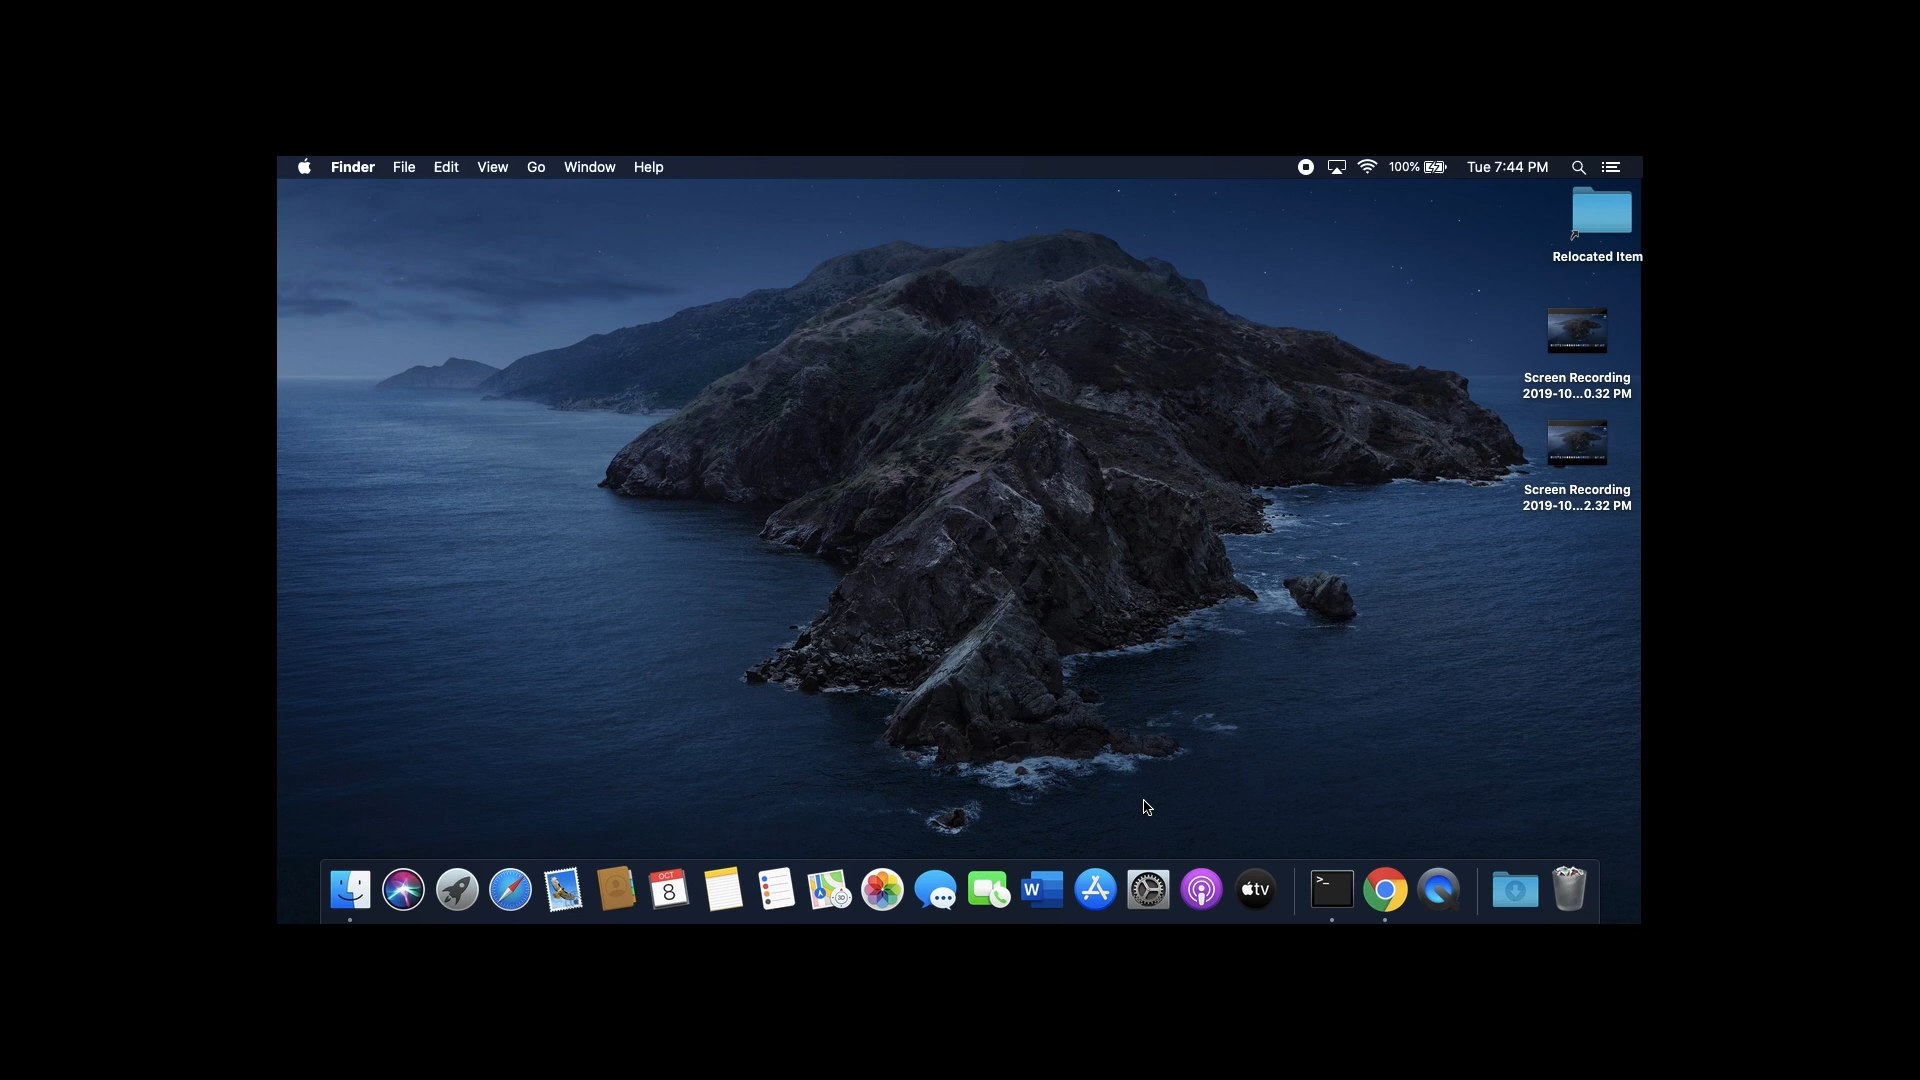 Finder File Edit View Go Window Help 100% Tue 7:44 PM
Relocated Item
Screen Recording
2019-10...0.32 PM
Screen Recording
2019-10...2.32 PM
OCT
8
3D
W
tv
>_